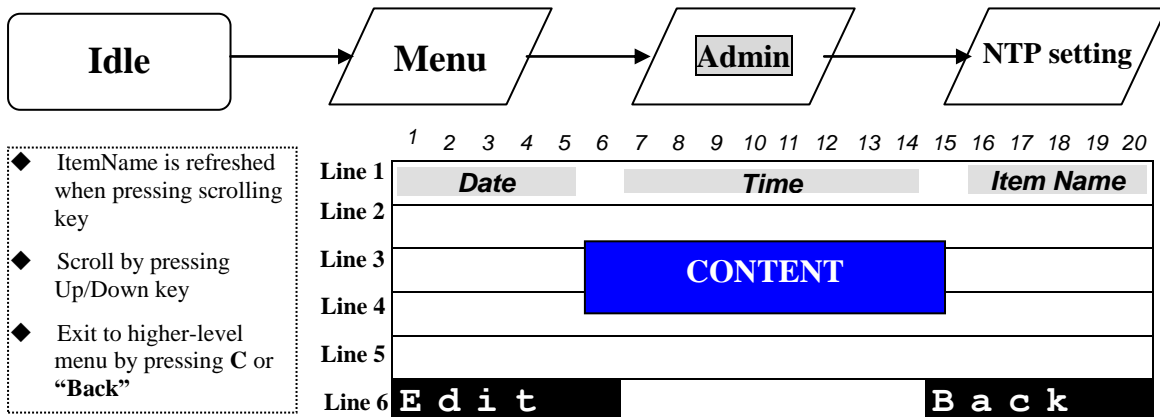 Idle
Menu
Admin
NTP setting
◆ ItemName is refreshed
when pressing scrolling
key
◆ Scroll by pressing
Up/Down key
◆ Exit to higher-level
menu by pressing C or
“Back”
1 2 3 4 5 6 7 8 9 10 11 12 13 14 15 16 17 18 19 20
Line 1 Date Time Item Name
Line 2
Line 3 CONTENT
Line 4
Line 5
Line 6 Edit Back